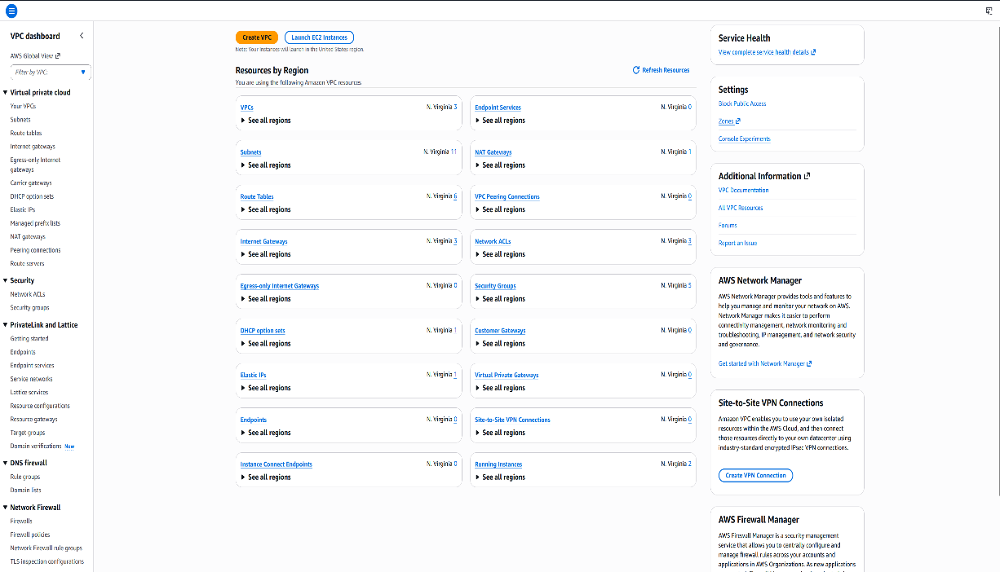 VPC dashboard
AWS Global View
Filter by VPC:
Virtual private cloud
Your VPCs
Subnets
Route tables
Internet gateways
Egress-only Internet
gateways
Carrier gateways
DHCP option sets
Elastic IPs
Managed prefix lists
NAT gateways
Peering connections
Route servers
Security
Network ACLs
Security groups
PrivateLink and Lattice
Getting started
Endpoints
Endpoint services
Service networks
Lattice services
Resource configurations
Resource gateways
Target groups
Domain verifications New
DNS firewall
Rule groups
Domain lists
Network Firewall
Firewalls
Firewall policies
Network Firewall rule groups
TLS inspection configurations
Create VPC
Launch EC2 Instances
Note: Your Instances will launch in the United States region.
Resources by Region
Refresh Resources
You are using the following Amazon VPC resources
VPCs N. Virginia 3
See all regions
Endpoint Services N. Virginia 0
See all regions
Subnets N. Virginia 11
See all regions
NAT Gateways N. Virginia 1
See all regions
Route Tables N. Virginia 6
See all regions
VPC Peering Connections N. Virginia 0
See all regions
Internet Gateways N. Virginia 3
See all regions
Network ACLs N. Virginia 3
See all regions
Egress-only Internet Gateways N. Virginia 0
See all regions
Security Groups N. Virginia 5
See all regions
DHCP option sets N. Virginia 1
See all regions
Customer Gateways N. Virginia 0
See all regions
Elastic IPs N. Virginia 1
See all regions
Virtual Private Gateways N. Virginia 0
See all regions
Endpoints N. Virginia 0
See all regions
Site-to-Site VPN Connections N. Virginia 0
See all regions
Instance Connect Endpoints N. Virginia 0
See all regions
Running Instances N. Virginia 2
See all regions
Service Health
View complete service health details
Settings
Block Public Access
Zones
Console Experiments
Additional Information
VPC Documentation
All VPC Resources
Forums
Report an Issue
AWS Network Manager
AWS Network Manager provides tools and features to
help you manage and monitor your network on AWS.
Network Manager makes it easier to perform
connectivity management, network monitoring and
troubleshooting, IP management, and network security
and governance.
Get started with Network Manager
Site-to-Site VPN Connections
Amazon VPC enables you to use your own isolated
resources within the AWS Cloud, and then connect
those resources directly to your own datacenter using
industry-standard encrypted IPsec VPN connections.
Create VPN Connection
AWS Firewall Manager
AWS Firewall Manager is a security management
service that allows you to centrally configure and
manage firewall rules across your accounts and
applications in AWS Organizations. As new applications